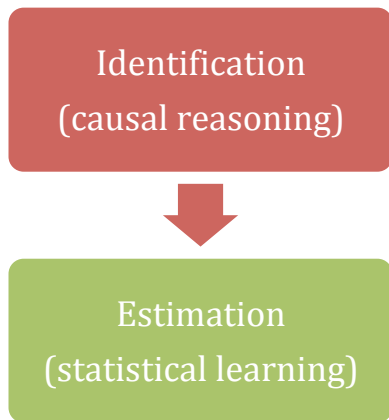 Identification
(causal reasoning)
Estimation
(statistical learning)